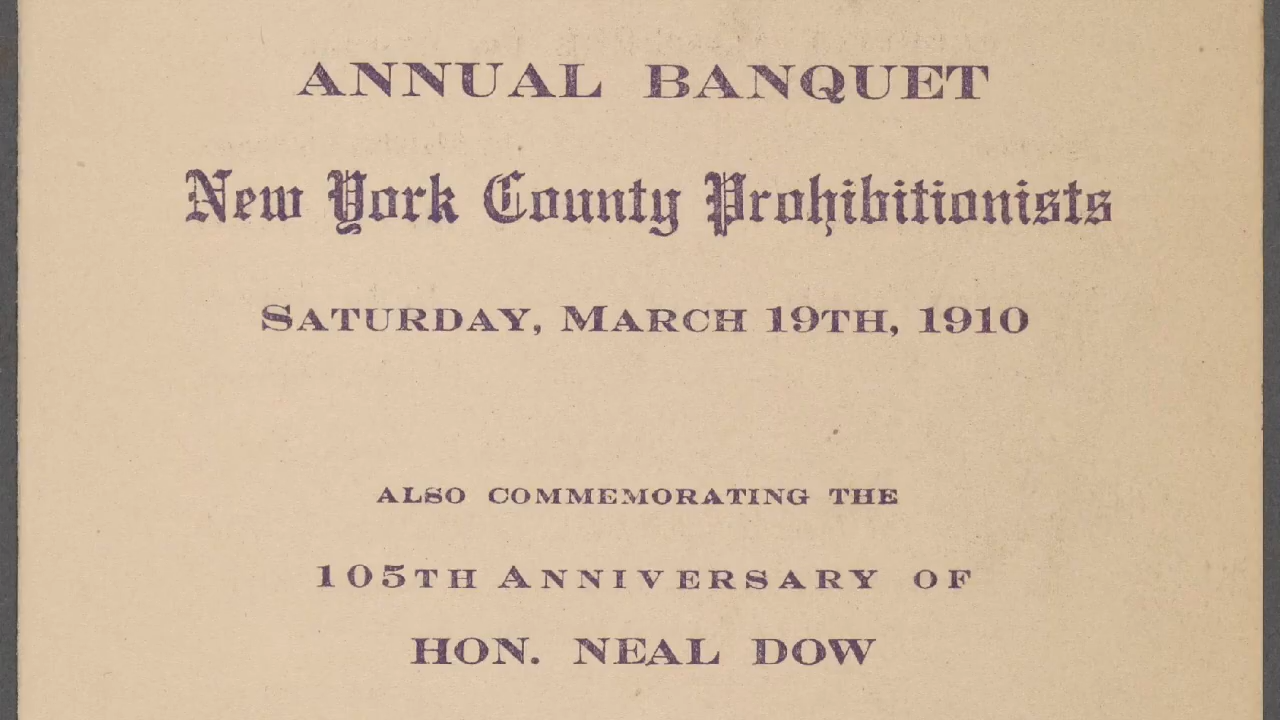 ANNUAL BANQUET
New York County Prohibitionists
SATURDAY, MARCH 19TH, 1910
ALSO COMMEMORATING THE
105TH ANNIVERSARY OF
HON. NEAL DOW